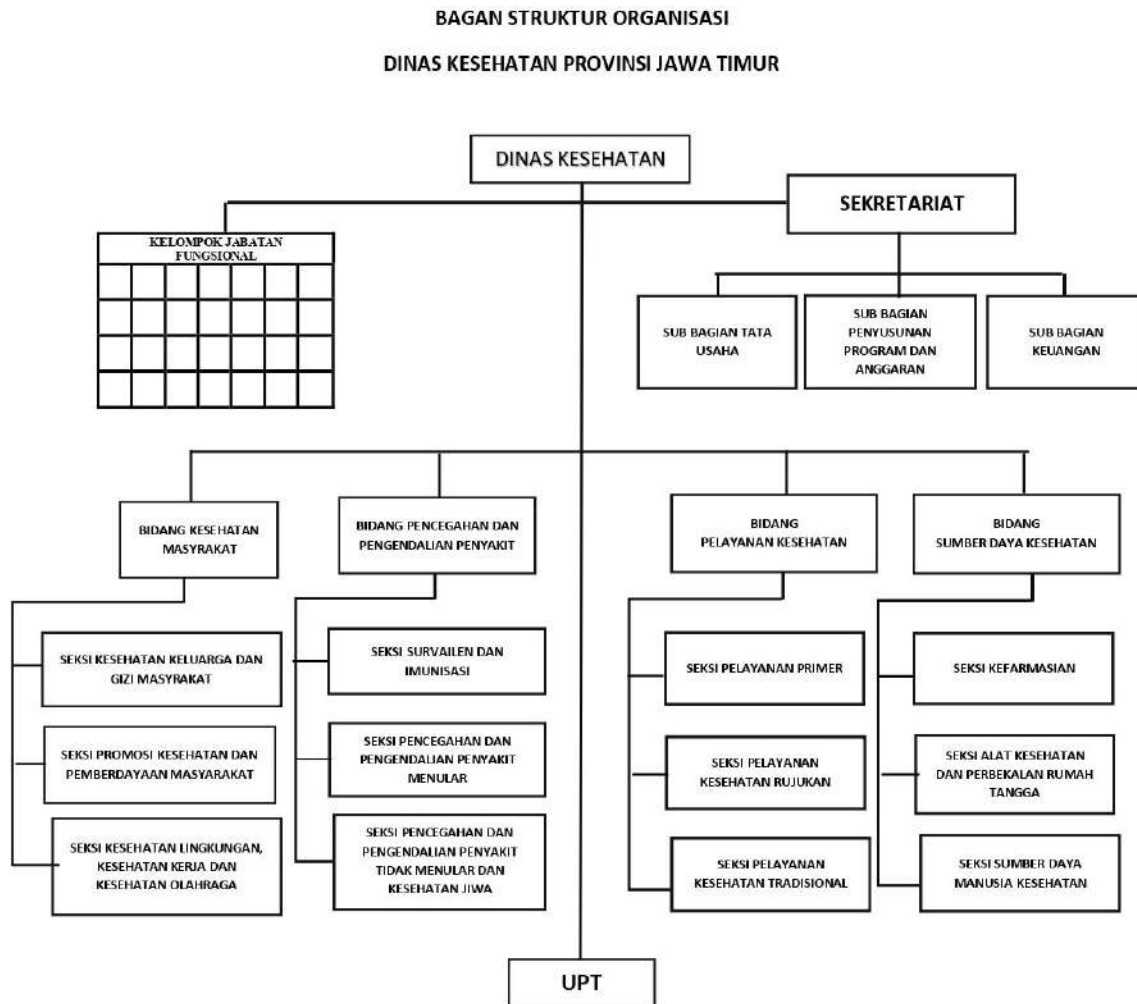 BAGAN STRUKTUR ORGANISASI
DINAS KESEHATAN PROVINSI JAWA TIMUR
DINAS KESEHATAN
SEKRETARIAT
KELOMPOK JABATAN
FUNGSIONAL
SUB BAGIAN TATA
USAHA
SUB BAGIAN
PENYUSUNAN
PROGRAM DAN
ANGGARAN
SUB BAGIAN
KEUANGAN
BIDANG KESEHATAN
MASYRAKAT
BIDANG PENCEGAHAN DAN
PENGENDALIAN PENYAKIT
BIDANG
PELAYANAN KESEHATAN
BIDANG
SUMBER DAYA KESEHATAN
SEKSI KESEHATAN KELUARGA DAN
GIZI MASYRAKAT
SEKSI PROMOSI KESEHATAN DAN
PEMBERDAYAAN MASYARAKAT
SEKSI KESEHATAN LINGKUNGAN,
KESEHATAN KERJA DAN
KESEHATAN OLAHRAGA
SEKSI SURVAILEN DAN
IMUNISASI
SEKSI PENCEGAHAN DAN
PENGENDALIAN PENYAKIT
MENULAR
SEKSI PENCEGAHAN DAN
PENGENDALIAN PENYAKIT
TIDAK MENULAR DAN
KESEHATAN JIWA
SEKSI PELAYANAN PRIMER
SEKSI PELAYANAN
KESEHATAN RUJUKAN
SEKSI PELAYANAN
KESEHATAN TRADISIONAL
SEKSI KEFARMASIAN
SEKSI ALAT KESEHATAN
DAN PERBEKALAN RUMAH
TANGGA
SEKSI SUMBER DAYA
MANUSIA KESEHATAN
UPT